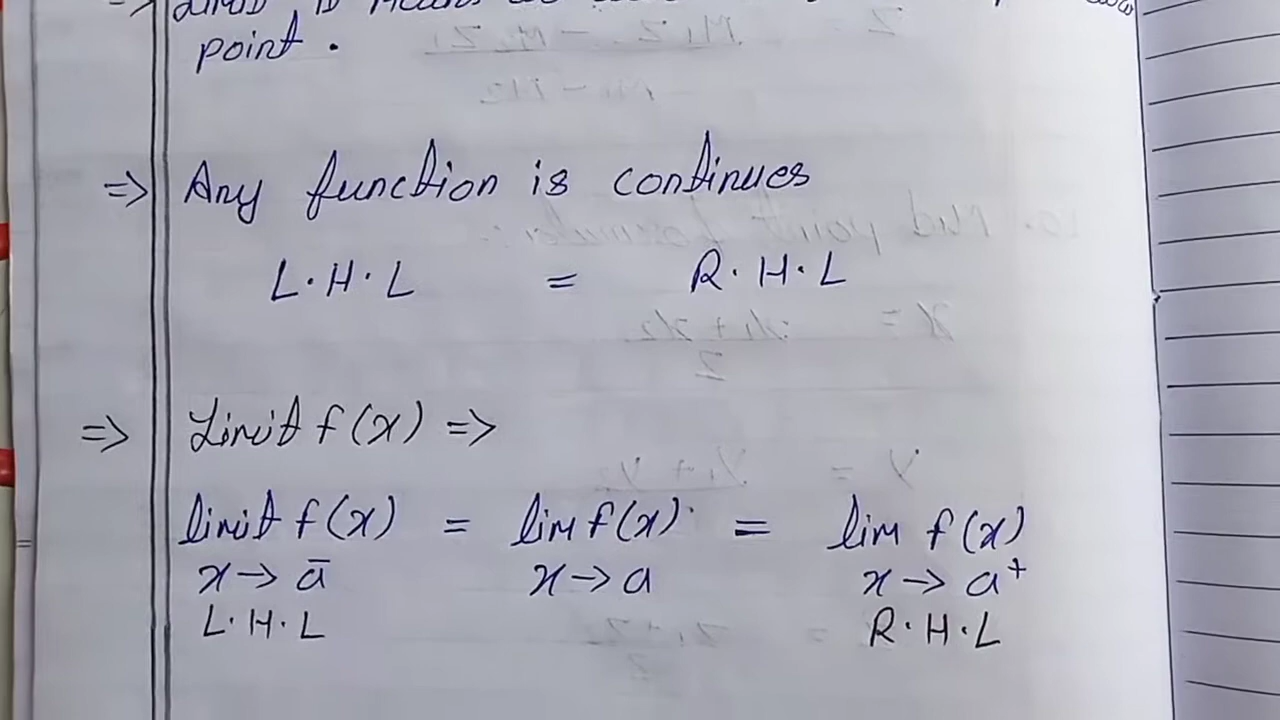 point.
=> Any function is continues
L.H.L = R.H.L
=> Limit f(x) =>
limit f(x) = lim f(x) = lim f(x)
x→ a̅ x→a x→ a⁺
L.H.L R.H.L